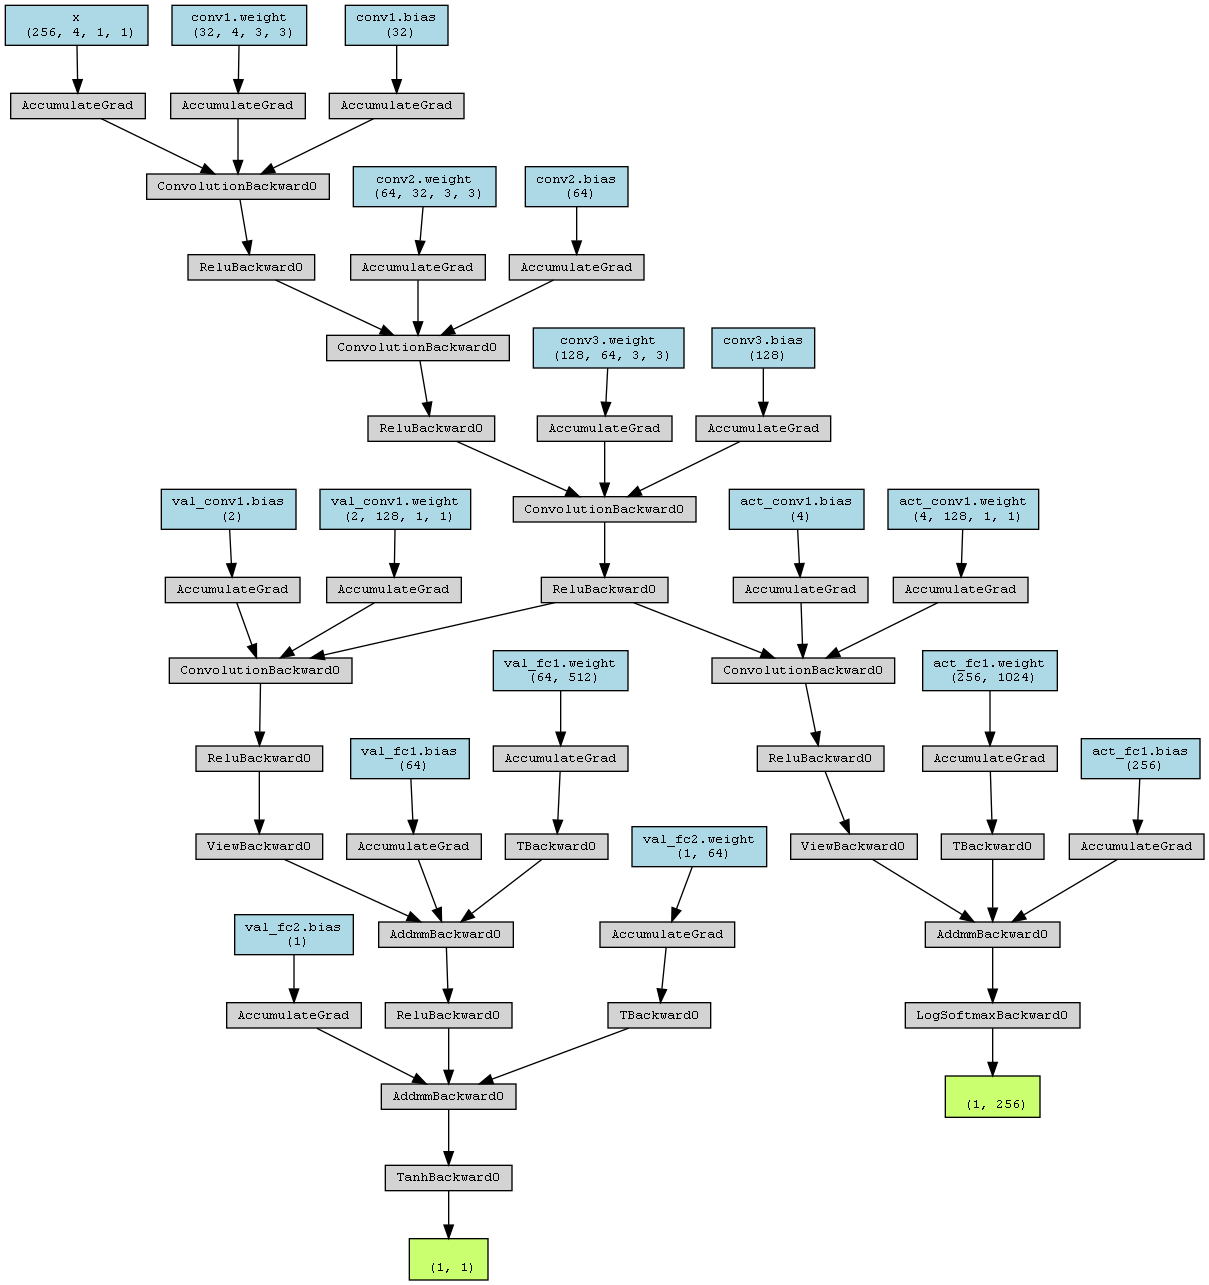 x
(256, 4, 1, 1)
conv1.weight
(32, 4, 3, 3)
conv1.bias
(32)
AccumulateGrad
AccumulateGrad
AccumulateGrad
ConvolutionBackward0
conv2.weight
(64, 32, 3, 3)
conv2.bias
(64)
ReluBackward0
AccumulateGrad
AccumulateGrad
ConvolutionBackward0
conv3.weight
(128, 64, 3, 3)
conv3.bias
(128)
ReluBackward0
AccumulateGrad
AccumulateGrad
val_conv1.bias
(2)
val_conv1.weight
(2, 128, 1, 1)
ConvolutionBackward0
act_conv1.bias
(4)
act_conv1.weight
(4, 128, 1, 1)
AccumulateGrad
AccumulateGrad
ReluBackward0
AccumulateGrad
AccumulateGrad
ConvolutionBackward0
val_fc1.weight
(64, 512)
ConvolutionBackward0
act_fc1.weight
(256, 1024)
ReluBackward0
val_fc1.bias
(64)
AccumulateGrad
ReluBackward0
AccumulateGrad
act_fc1.bias
(256)
ViewBackward0
AccumulateGrad
TBackward0
val_fc2.weight
(1, 64)
ViewBackward0
TBackward0
AccumulateGrad
val_fc2.bias
(1)
AddmmBackward0
AccumulateGrad
AddmmBackward0
AccumulateGrad
ReluBackward0
TBackward0
LogSoftmaxBackward0
AddmmBackward0
(1, 256)
TanhBackward0
(1, 1)